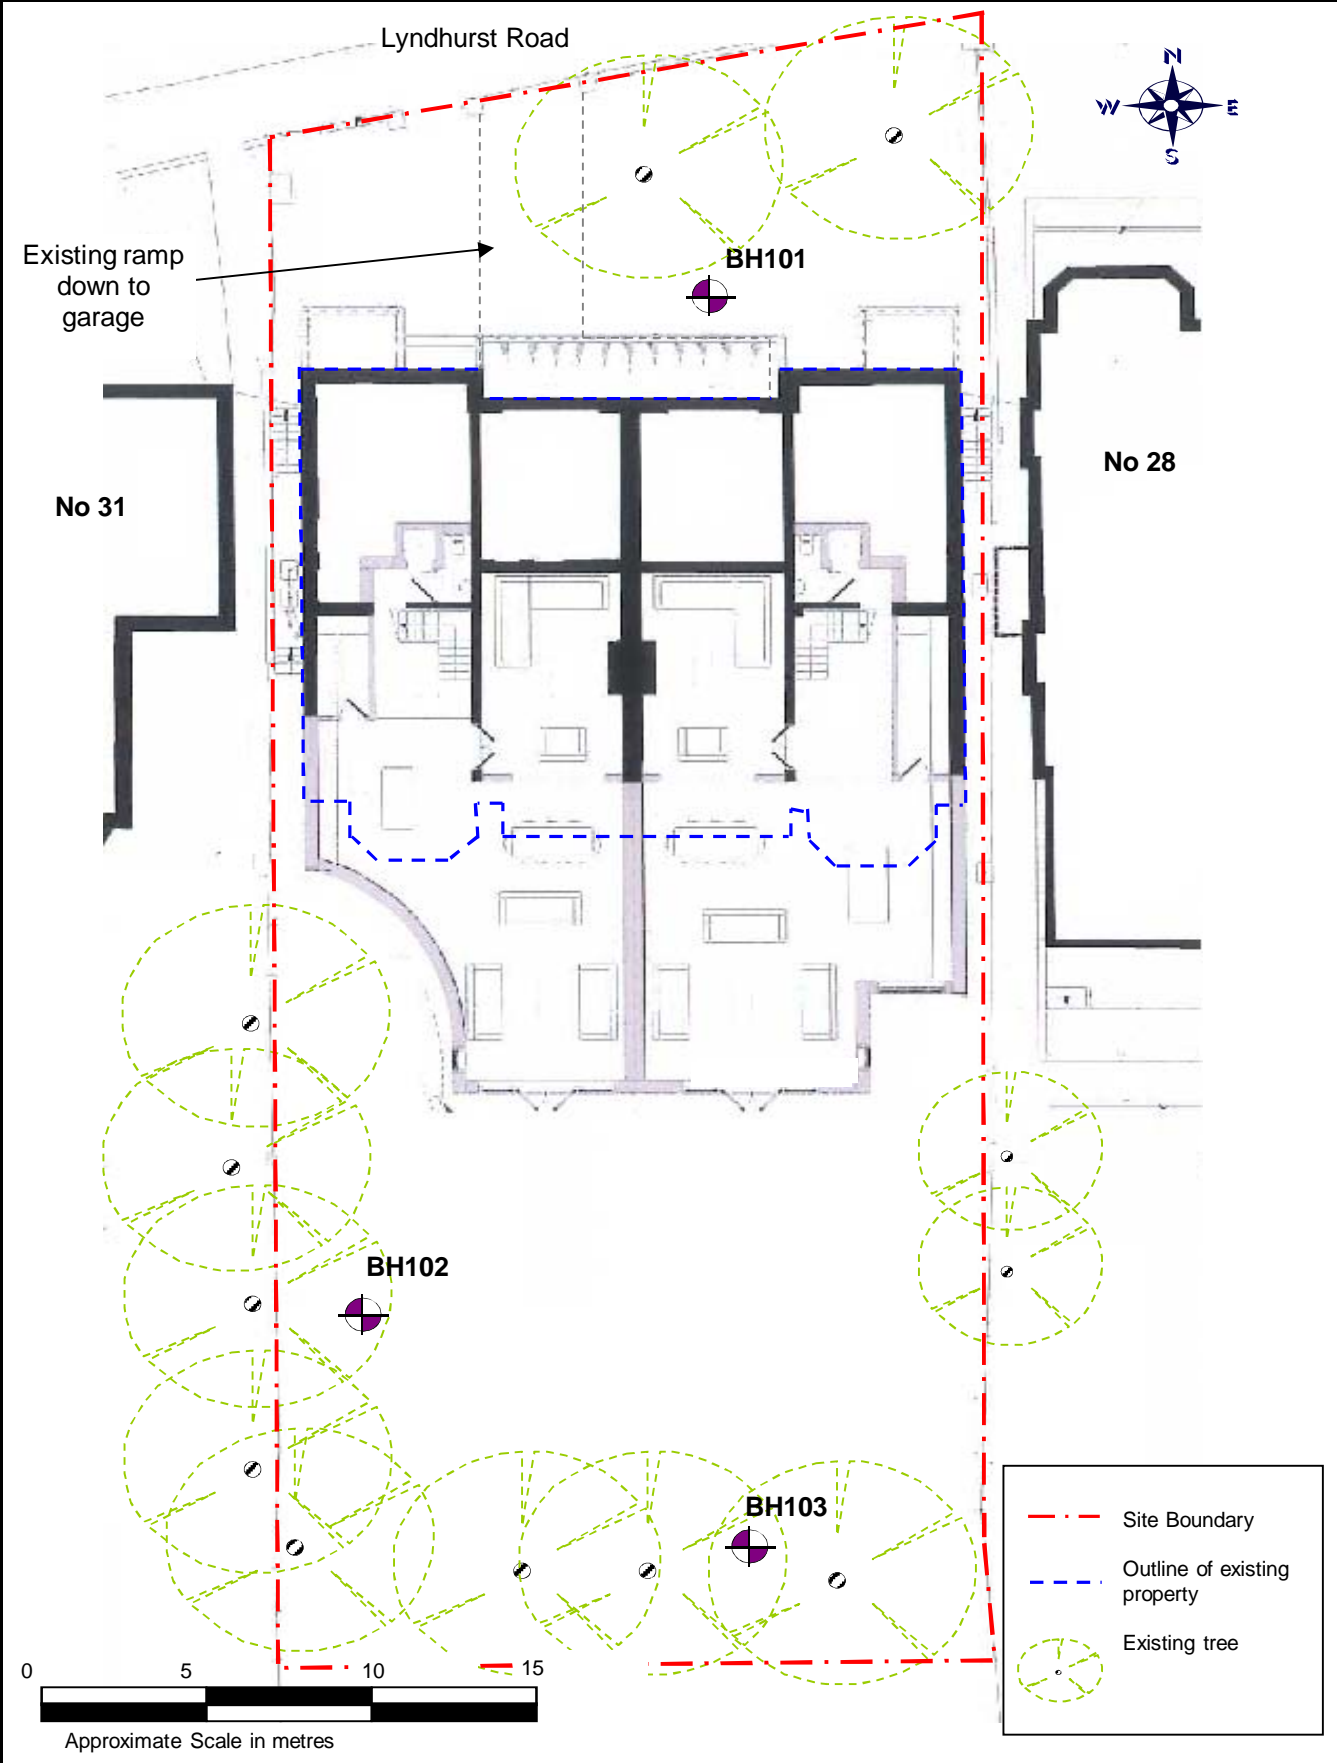 Lyndhurst Road
N
W
E
S
Existing ramp
down to
garage
BH101
No 31
No 28
BH102
BH103
Site Boundary
Outline of existing
property
Existing tree
0 5 10 15
Approximate Scale in metres